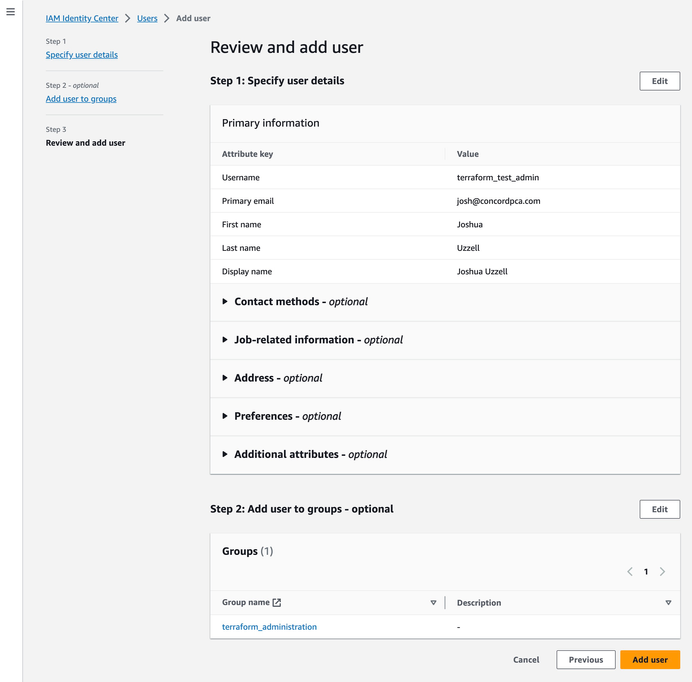 IAM Identity Center > Users > Add user
Step 1
Specify user details
Step 2 - optional
Add user to groups
Step 3
Review and add user
Review and add user
Step 1: Specify user details
Edit
Primary information
Attribute key Value
Username terraform_test_admin
Primary email josh@concordpca.com
First name Joshua
Last name Uzzell
Display name Joshua Uzzell
Contact methods - optional
Job-related information - optional
Address - optional
Preferences - optional
Additional attributes - optional
Step 2: Add user to groups - optional
Edit
Groups (1)
< 1 >
Group name Description
terraform_administration -
Cancel Previous Add user